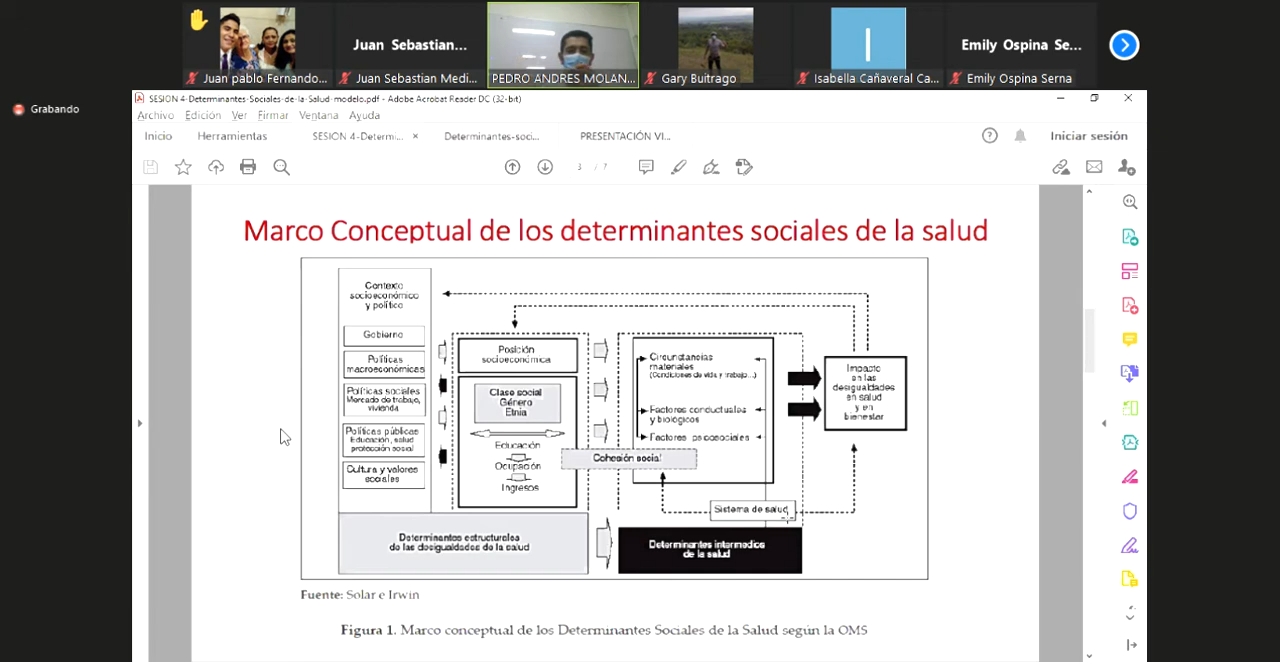 Juan Sebastian...
Emily Ospina Se...
I
Juan pablo Fernando...
Juan Sebastian Medi...
PEDRO ANDRES MOLAN...
Gary Buitrago
Isabella Cañaveral Ca...
Emily Ospina Serna
Grabando
SESION 4-Determinantes-Sociales-de-la-Salud-modelo.pdf - Adobe Acrobat Reader DC (32-bit)
Archivo Edición Ver Firmar Ventana Ayuda
Inicio Herramientas SESION 4-Determi... × Determinantes-soci... PRESENTACIÓN VI... Iniciar sesión
3 / 7
Marco Conceptual de los determinantes sociales de la salud
Contexto
socioeconómico
y político
Gobierno
Políticas
macroeconómicas
Políticas sociales
Mercado de trabajo,
vivienda
Políticas públicas
Educación, salud
protección social
Cultura y valores
sociales
Posición
socioeconómica
Clase social
Género
Etnia
Educación
Ocupación
Ingresos
Cohesión social
Circunstancias
materiales
(Condiciones de vida y trabajo...)
Factores conductuales
y biológicos
Factores psicosociales
Sistema de salud
Impacto
en las
desigualdades
en salud
y en
bienestar
Determinantes estructurales
de las desigualdades de la salud
Determinantes intermedios
de la salud
Fuente: Solar e Irwin
Figura 1. Marco conceptual de los Determinantes Sociales de la Salud según la OMS